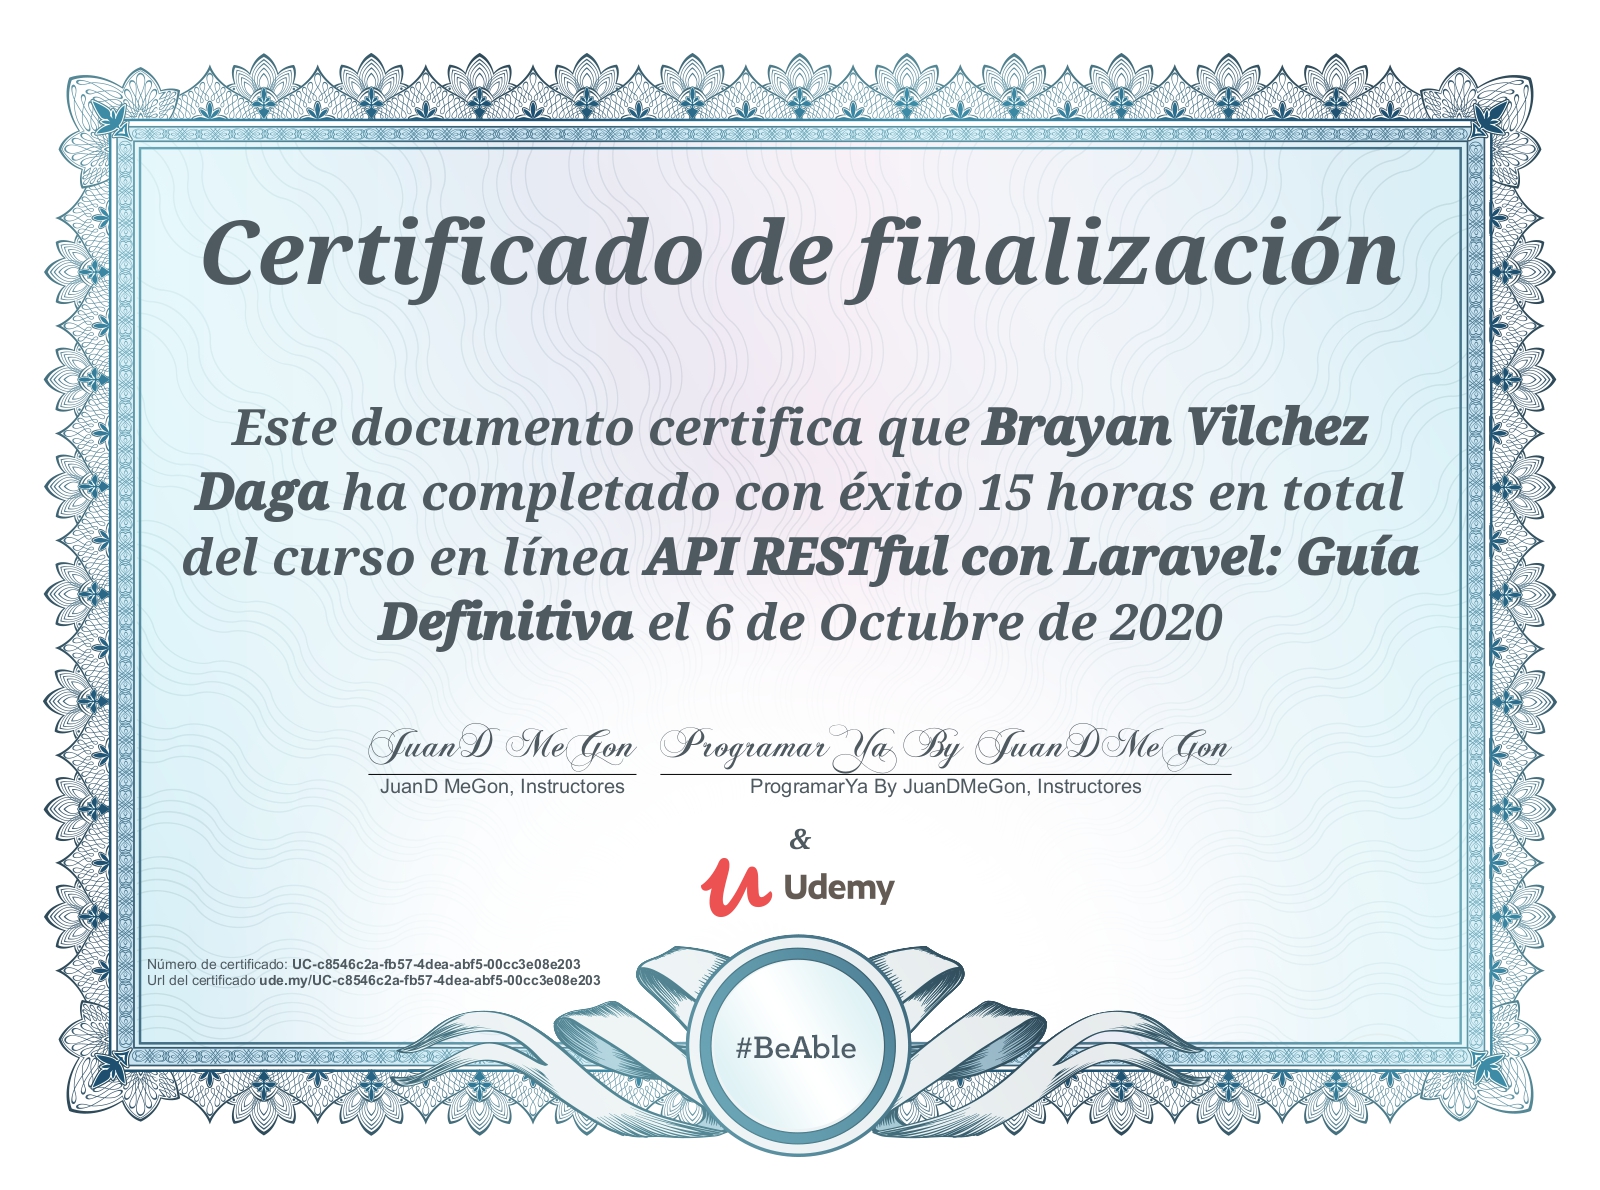 Certificado de finalización
Este documento certifica que Brayan Vilchez
Daga ha completado con éxito 15 horas en total
del curso en línea API RESTful con Laravel: Guía
Definitiva el 6 de Octubre de 2020
JuanD MeGon
JuanD MeGon, Instructores
Programar Ya By JuanDMeGon
ProgramarYa By JuanDMeGon, Instructores
&
Udemy
Número de certificado: UC-c8546c2a-fb57-4dea-abf5-00cc3e08e203
Url del certificado ude.my/UC-c8546c2a-fb57-4dea-abf5-00cc3e08e203
#BeAble